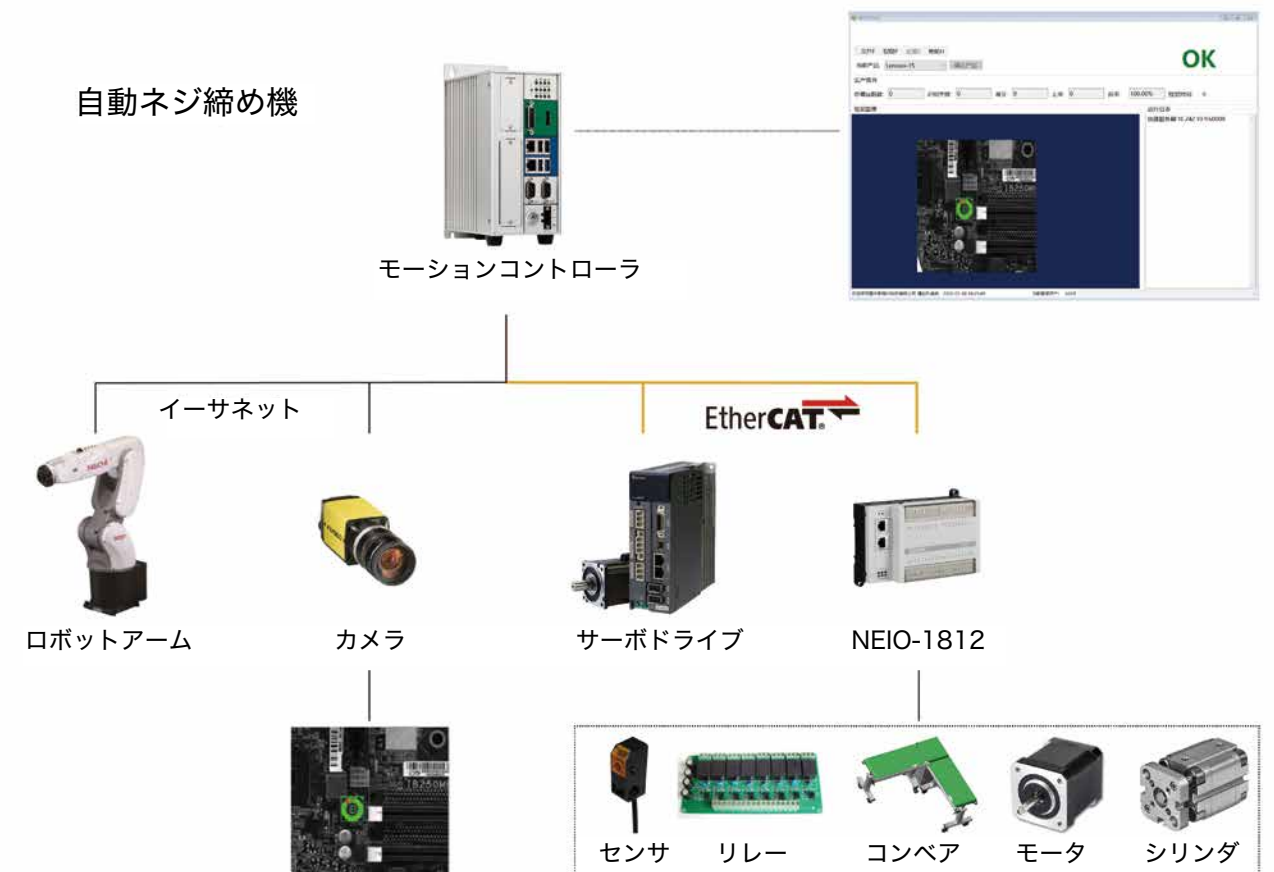 自動ネジ締め機
OK
100.00%
モーションコントローラ
イーサネット
EtherCAT
ロボットアーム
カメラ
サーボドライブ
NEIO-1812
センサ
リレー
コンベア
モータ
シリンダ